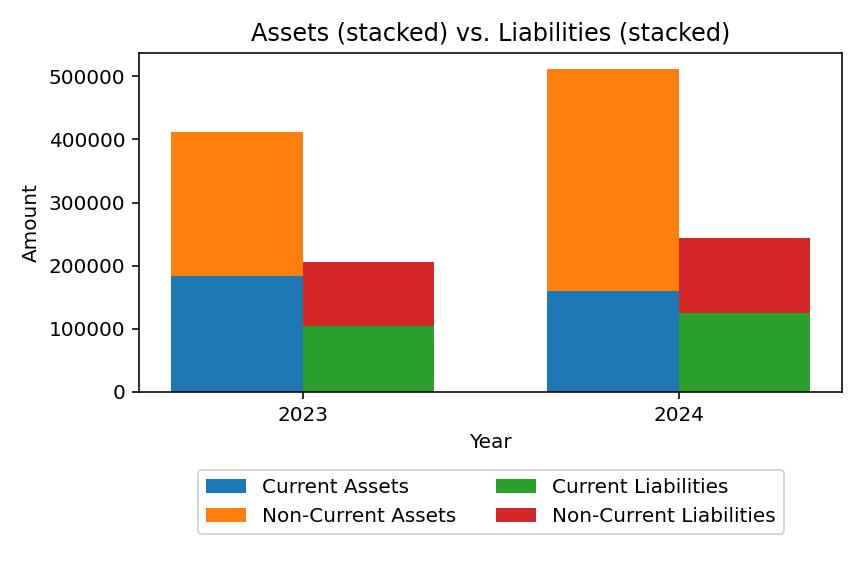 Assets (stacked) vs. Liabilities (stacked)
500000
400000
300000
200000
100000
0
Amount
2023 2024
Year
Current Assets Current Liabilities
Non-Current Assets Non-Current Liabilities